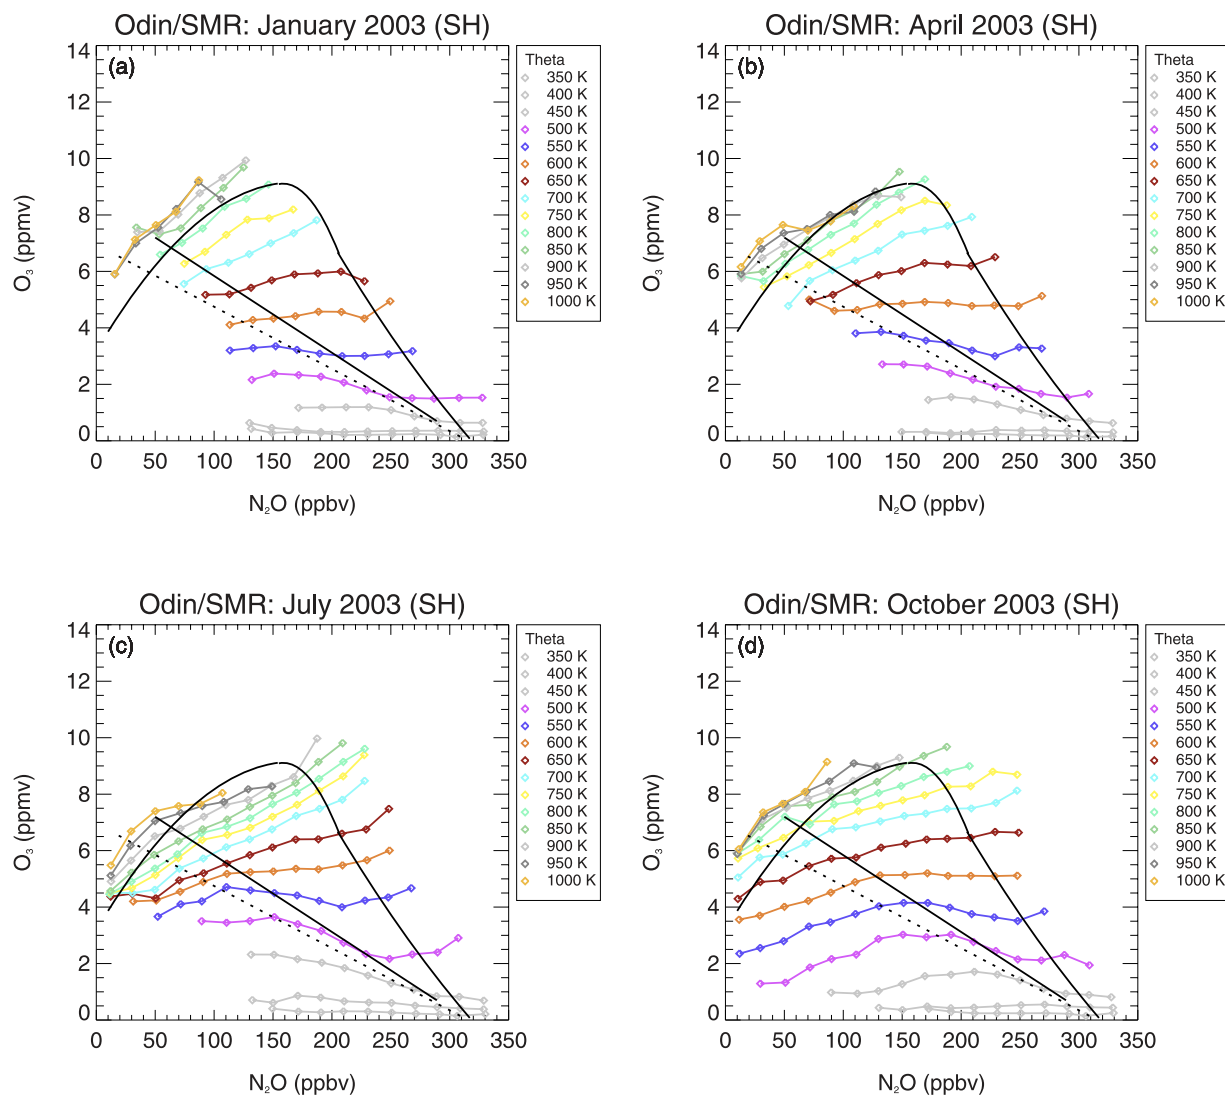 Odin/SMR: January 2003 (SH)
(a)
14
12
10
8
6
4
2
0
O₃ (ppmv)
0 50 100 150 200 250 300 350
N₂O (ppbv)
Theta
350 K
400 K
450 K
500 K
550 K
600 K
650 K
700 K
750 K
800 K
850 K
900 K
950 K
1000 K
Odin/SMR: April 2003 (SH)
(b)
14
12
10
8
6
4
2
0
O₃ (ppmv)
0 50 100 150 200 250 300 350
N₂O (ppbv)
Theta
350 K
400 K
450 K
500 K
550 K
600 K
650 K
700 K
750 K
800 K
850 K
900 K
950 K
1000 K
Odin/SMR: July 2003 (SH)
(c)
14
12
10
8
6
4
2
0
O₃ (ppmv)
0 50 100 150 200 250 300 350
N₂O (ppbv)
Theta
350 K
400 K
450 K
500 K
550 K
600 K
650 K
700 K
750 K
800 K
850 K
900 K
950 K
1000 K
Odin/SMR: October 2003 (SH)
(d)
14
12
10
8
6
4
2
0
O₃ (ppmv)
0 50 100 150 200 250 300 350
N₂O (ppbv)
Theta
350 K
400 K
450 K
500 K
550 K
600 K
650 K
700 K
750 K
800 K
850 K
900 K
950 K
1000 K